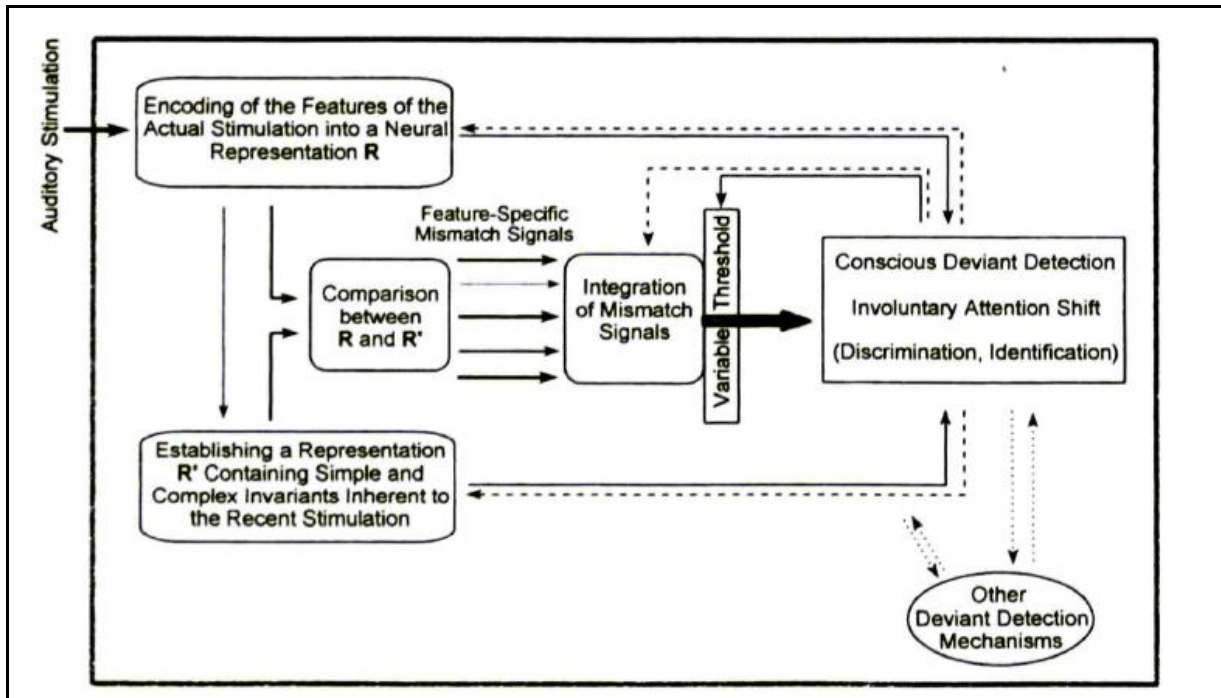 Auditory Stimulation
Encoding of the Features of the
Actual Stimulation into a Neural
Representation R
Feature-Specific
Mismatch Signals
Comparison
between
R and R'
Integration
of Mismatch
Signals
Variable Threshold
Conscious Deviant Detection
Involuntary Attention Shift
(Discrimination, Identification)
Establishing a Representation
R' Containing Simple and
Complex Invariants Inherent to
the Recent Stimulation
Other
Deviant Detection
Mechanisms